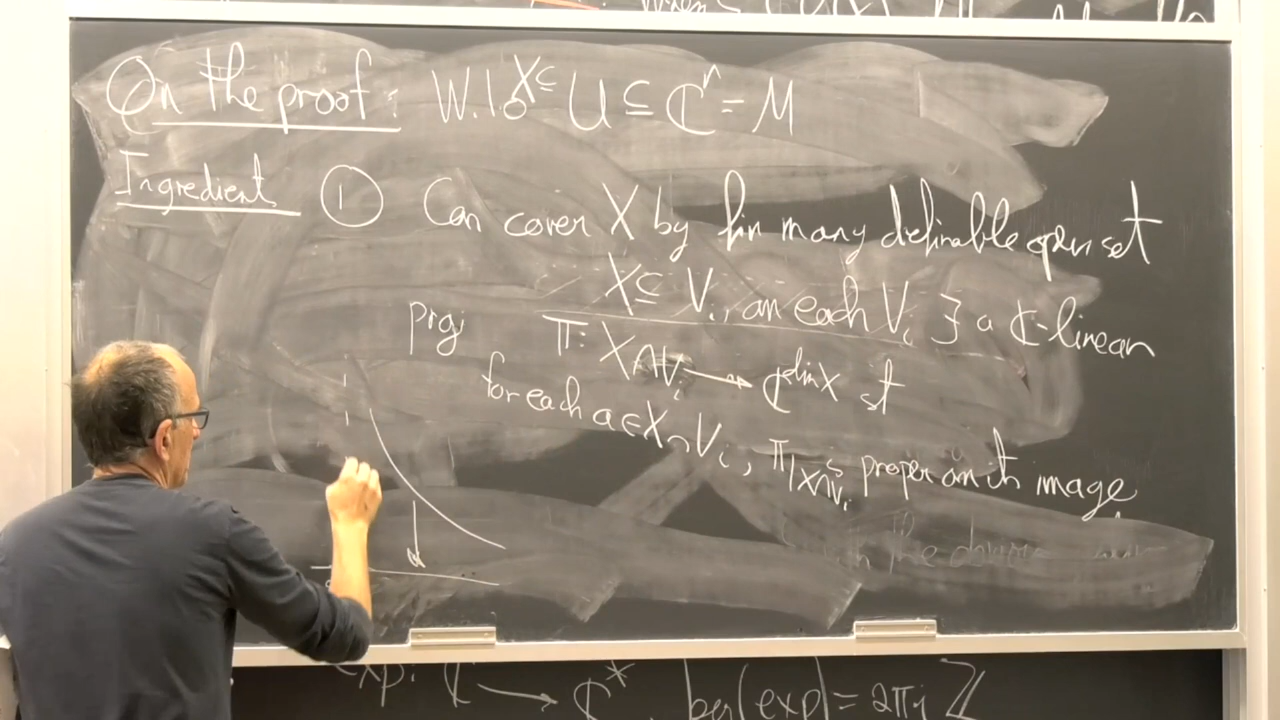 On the proof: W.l.o.g X ⊆ U ⊆ ℂⁿ = M
Ingredient ① Can cover X by fin many definable open set
X ⊆ V_i, on each V_i ∃ a ℂ-linear
proj π: X∩V_i → ℂ^{dim X} st
for each a ∈ X∩V_i, π|X∩V_i is proper on its image
exp: ℂ → ℂ*, ker(exp) = 2πi ℤ